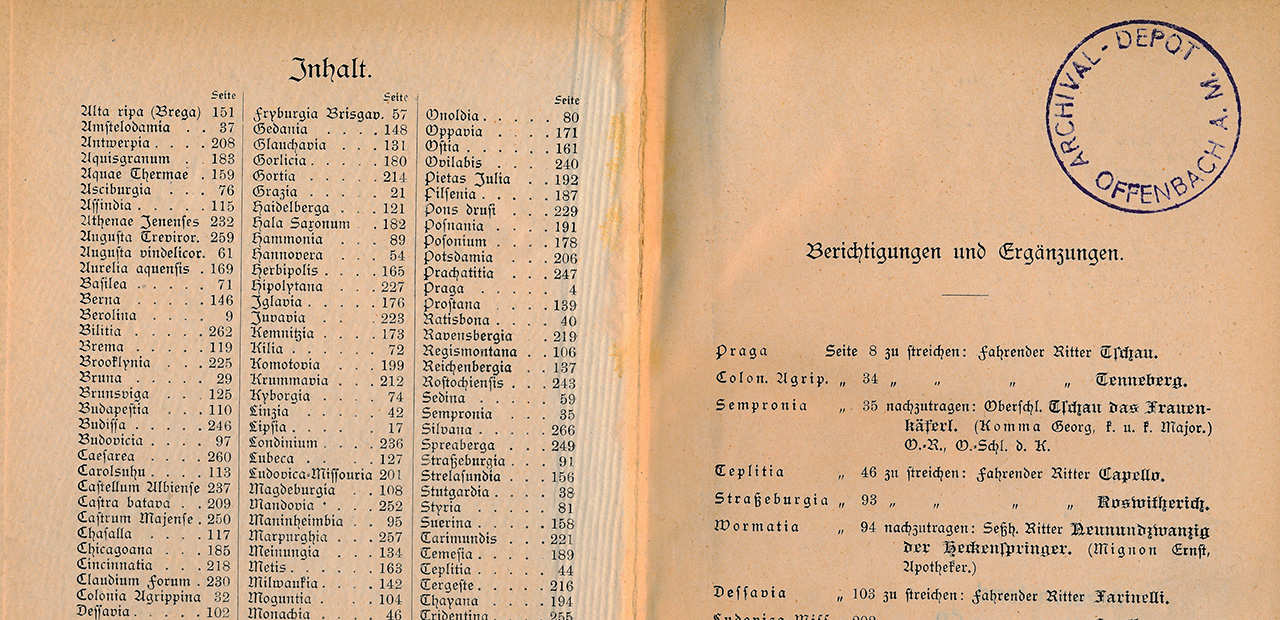 Inhalt.
Seite
Alta ripa (Brega) 151
Amstelodamia . . 37
Antwerpia . . . . 208
Aquisgranum . 183
Aquae Thermae . 159
Asciburgia . . . 76
Assindia . . . . 115
Athenae Jenenses 232
Augusta Treviror. 259
Augusta vindelicor. 61
Aurelia aquensis . 169
Basilea . . . . . 71
Berna . . . . . 146
Berolina . . . . 9
Bilitia . . . . . 262
Brema . . . . . 119
Brooklynia . . . 225
Bruna . . . . . 29
Brunsviga . . . 125
Budapestia . . . 110
Budissa . . . . . 246
Budovicia . . . . 97
Caesarea . . . . 260
Carolsuhu . . . . 113
Castellum Albiense 237
Castra batava . . 209
Castrum Majense . 250
Chasalla . . . . 117
Chicagoana . . . 185
Cincinnatia . . . 218
Claudium Forum . 230
Colonia Agrippina 32
Dessavia . . . . . 102
Seite
Fryburgia Brisgav. 57
Gedania . . . . 148
Glauchavia . . . 131
Gorlicia . . . . 180
Gortia . . . . . 214
Grazia . . . . . 21
Haidelberga . . . 121
Hala Saxonum . . 182
Hammonia . . . 89
Hannovera . . . 54
Herbipolis . . . . 165
Hipolytana . . . 227
Iglavia . . . . . 176
Juvavia . . . . . 223
Kemnitzia . . . . 173
Kilia . . . . . . 72
Komotovia . . . 199
Krummavia . . . 212
Kyborgia . . . . 74
Linzia . . . . . 42
Lipsia . . . . . 17
Londinium . . . . 236
Lubeca . . . . . 127
Ludovica-Missouria 201
Magdeburgia . . 108
Mandovia . . . . 252
Maninheimbia . . 95
Marpurghia . . . 257
Meinungia . . . 134
Metis . . . . . 163
Milwaukia . . . . 142
Moguntia . . . . 104
Monachia . . . . 46
Seite
Onoldia . . . . . 80
Oppavia . . . . 171
Ostia . . . . . . 161
Ovilabis . . . . 240
Pietas Julia . . 192
Pilsenia . . . . . 187
Pons drusi . . . 229
Posnania . . . . 191
Posonium . . . . 178
Potsdamia . . . . 206
Prachatitia . . . 247
Praga . . . . . 4
Prostana . . . . 139
Ratisbona . . . . 40
Ravensbergia . . 219
Regismontana . . 106
Reichenbergia . . 137
Rostochiensis . . . 243
Sedina . . . . . 59
Sempronia . . . 35
Silvana . . . . . 266
Spreaberga . . . 249
Straßeburgia . . . 91
Strelasundia . . . 156
Stutgardia . . . . 38
Styria . . . . . 81
Suerina . . . . . 158
Tarimundis . . . 221
Temesia . . . . . 189
Teplitia . . . . . 44
Tergeste . . . . . 216
Thayana . . . . 194
Tridentina . . . . 255
ARCHIVAL-DEPOT
OFFENBACH A. M.
Berichtigungen und Ergänzungen.
Praga Seite 8 zu streichen: Fahrender Ritter Tschau.
Colon. Agrip. „ 34 „ „ „ „ Tenneberg.
Sempronia „ 35 nachzutragen: Oberschl. Tschau das Frauen-
käferl. (Komma Georg, k. u. k. Major.)
O.-R., O.-Schl. d. K.
Teplitia „ 46 zu streichen: Fahrender Ritter Capello.
Straßeburgia „ 93 „ „ „ „ Roswitherich.
Wormatia „ 94 nachzutragen: Seßh. Ritter Neunundzwanzig
der Heckenspringer. (Mignon Ernst,
Apotheker.)
Dessavia „ 103 zu streichen: Fahrender Ritter Farinelli.